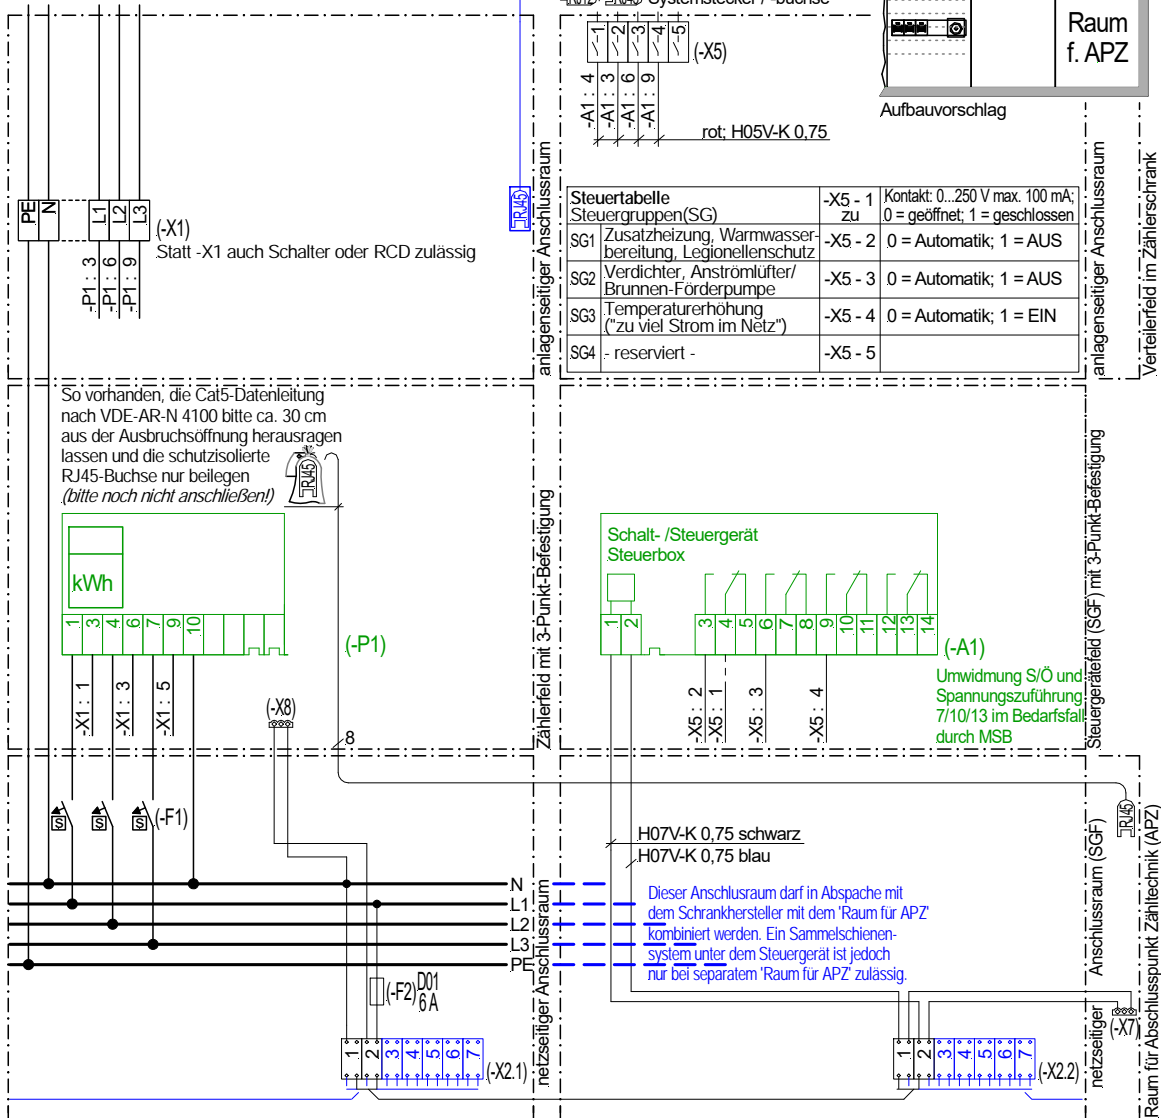 Systemstecker / -buchse
1
2
3
4
5
(-X5)
-A1 : 4
-A1 : 3
-A1 : 6
-A1 : 9
rot; H05V-K 0,75
Raum
f. APZ
Aufbauvorschlag
PE
N
L1
L2
L3
(-X1)
Statt -X1 auch Schalter oder RCD zulässig
-P1 : 3
-P1 : 6
-P1 : 9
RJ45
anlagenseitiger Anschlussraum
Steuertabelle
Steuergruppen(SG)
-X5 - 1
zu
Kontakt: 0...250 V max. 100 mA;
0 = geöffnet; 1 = geschlossen
SG1 Zusatzheizung, Warmwasser-
bereitung, Legionellenschutz
-X5 - 2 0 = Automatik; 1 = AUS
SG2 Verdichter, Anströmlüfter/
Brunnen-Förderpumpe
-X5 - 3 0 = Automatik; 1 = AUS
SG3 Temperaturerhöhung
("zu viel Strom im Netz")
-X5 - 4 0 = Automatik; 1 = EIN
SG4 - reserviert - -X5 - 5
anlagenseitiger Anschlussraum
Verteilerfeld im Zählerschrank
So vorhanden, die Cat5-Datenleitung
nach VDE-AR-N 4100 bitte ca. 30 cm
aus der Ausbruchsöffnung herausragen
lassen und die schutzisolierte
RJ45-Buchse nur beilegen
(bitte noch nicht anschließen!)
RJ45
kWh
1
3
4
6
7
9
10
(-P1)
-X1 : 1
-X1 : 3
-X1 : 5
(-X8)
8
Zählerfeld mit 3-Punkt-Befestigung
Schalt- /Steuergerät
Steuerbox
1
2
3
4
5
6
7
8
9
10
11
12
13
14
(-A1)
Umwidmung S/Ö und
Spannungszuführung
7/10/13 im Bedarfsfall
durch MSB
-X5 : 2
-X5 : 1
-X5 : 3
-X5 : 4
Steuergerätefeld (SGF) mit 3-Punkt-Befestigung
S
S
S
(-F1)
H07V-K 0,75 schwarz
H07V-K 0,75 blau
RJ45
N
L1
L2
L3
PE
Dieser Anschlusraum darf in Abspache mit
dem Schrankhersteller mit dem 'Raum für APZ'
kombiniert werden. Ein Sammelschienen-
system unter dem Steuergerät ist jedoch
nur bei separatem 'Raum für APZ' zulässig.
(-F2)
D01
6 A
1
2
3
4
5
6
7
(-X2.1)
netzseitiger Anschlussraum
1
2
3
4
5
6
7
(-X2.2)
(-X7)
netzseitiger Anschlussraum (SGF)
Raum für Abschlusspunkt Zähltechnik (APZ)